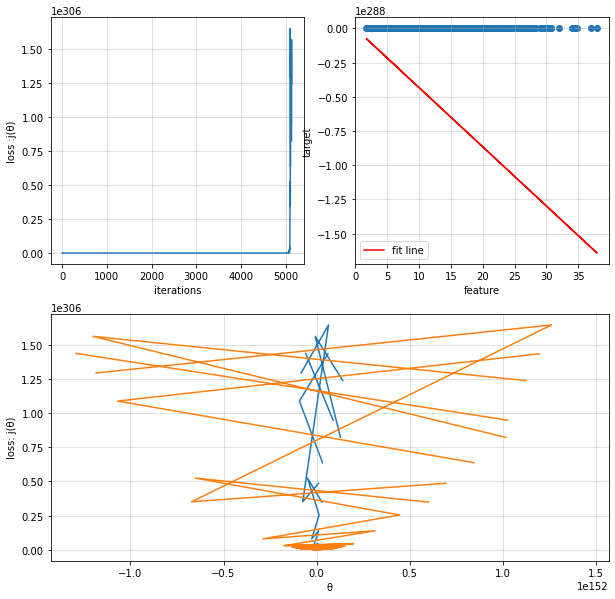 1e306
1.50
1.25
1.00
0.75
0.50
0.25
0.00
loss :j(θ)
0 1000 2000 3000 4000 5000
iterations
1e288
0.00
−0.25
−0.50
−0.75
−1.00
−1.25
−1.50
target
fit line
0 5 10 15 20 25 30 35
feature
1e306
1.50
1.25
1.00
0.75
0.50
0.25
0.00
loss: j(θ)
−1.0 −0.5 0.0 0.5 1.0 1.5
θ
1e152